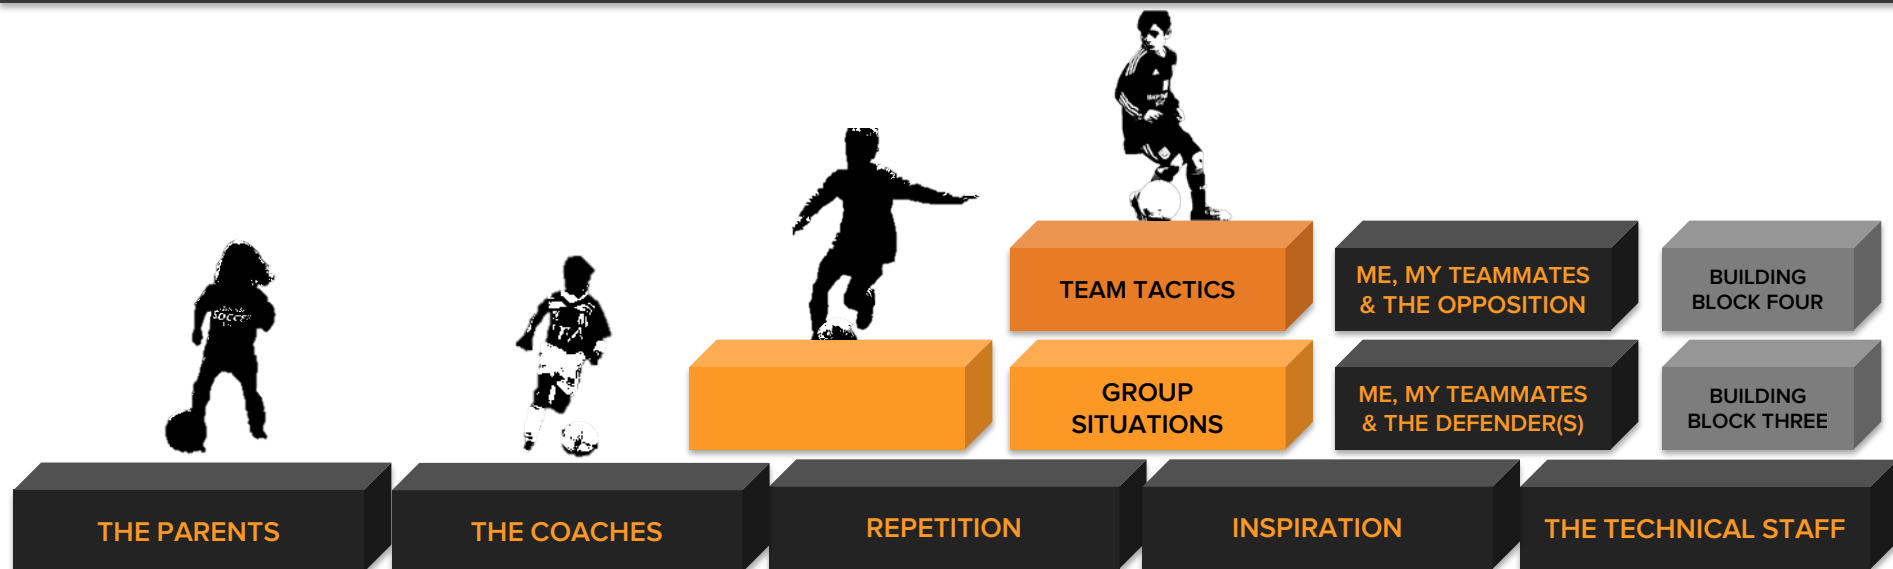 TEAM TACTICS
ME, MY TEAMMATES
& THE OPPOSITION
BUILDING
BLOCK FOUR
GROUP
SITUATIONS
ME, MY TEAMMATES
& THE DEFENDER(S)
BUILDING
BLOCK THREE
SOCCER
THE PARENTS
THE COACHES
REPETITION
INSPIRATION
THE TECHNICAL STAFF